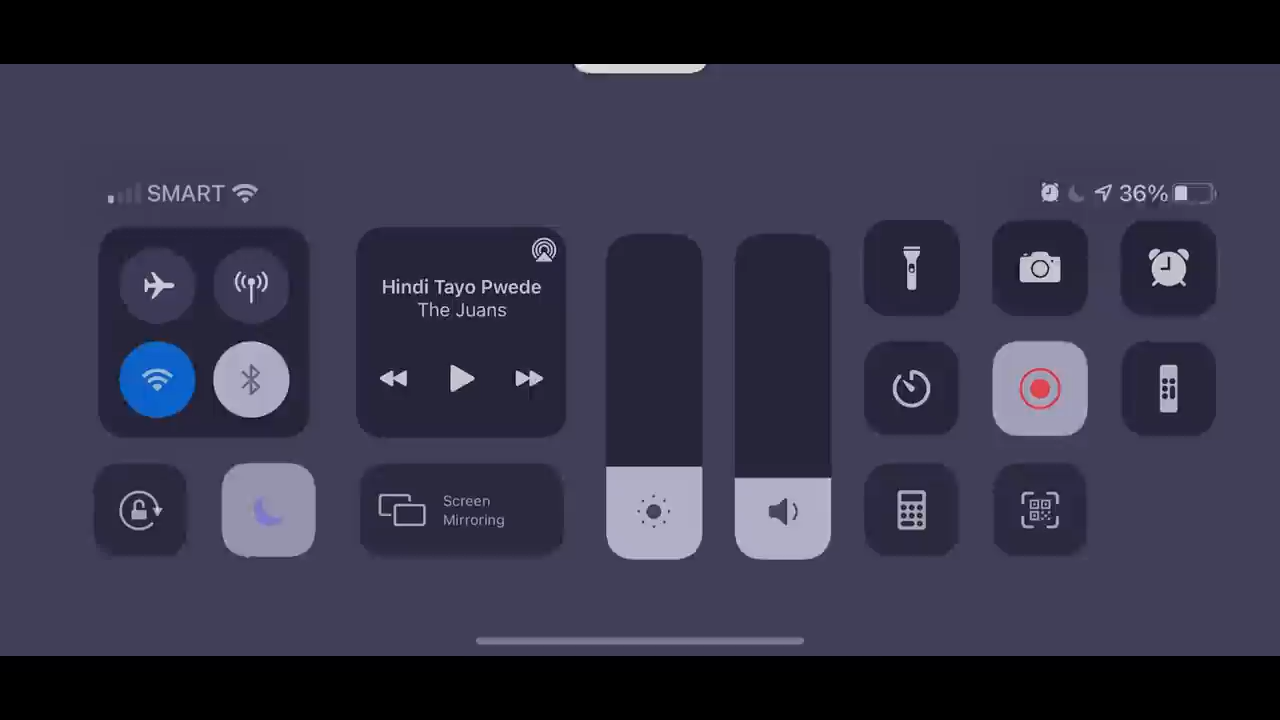 SMART
36%
Hindi Tayo Pwede
The Juans
Screen
Mirroring